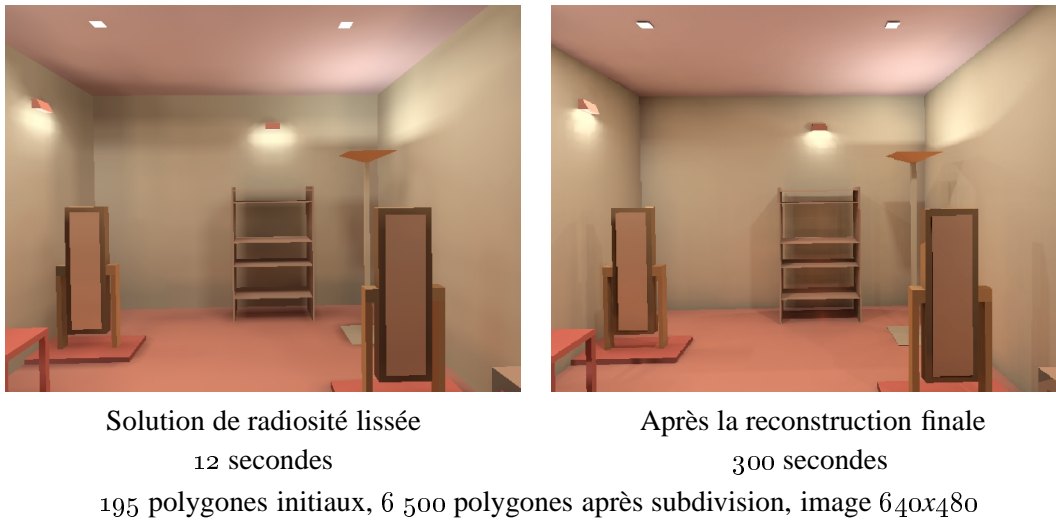 Solution de radiosité lissée
Après la reconstruction finale
12 secondes
300 secondes
195 polygones initiaux, 6 500 polygones après subdivision, image 640x480